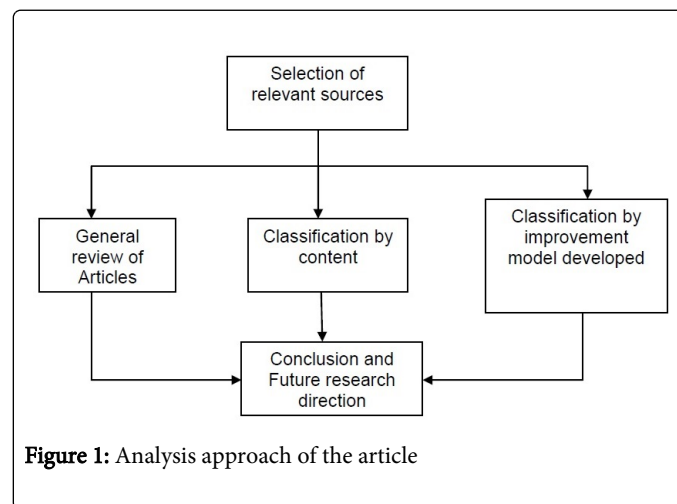 Selection of
relevant sources
General
review of
Articles
Classification by
content
Classification by
improvement
model developed
Conclusion and
Future research
direction
Figure 1: Analysis approach of the article